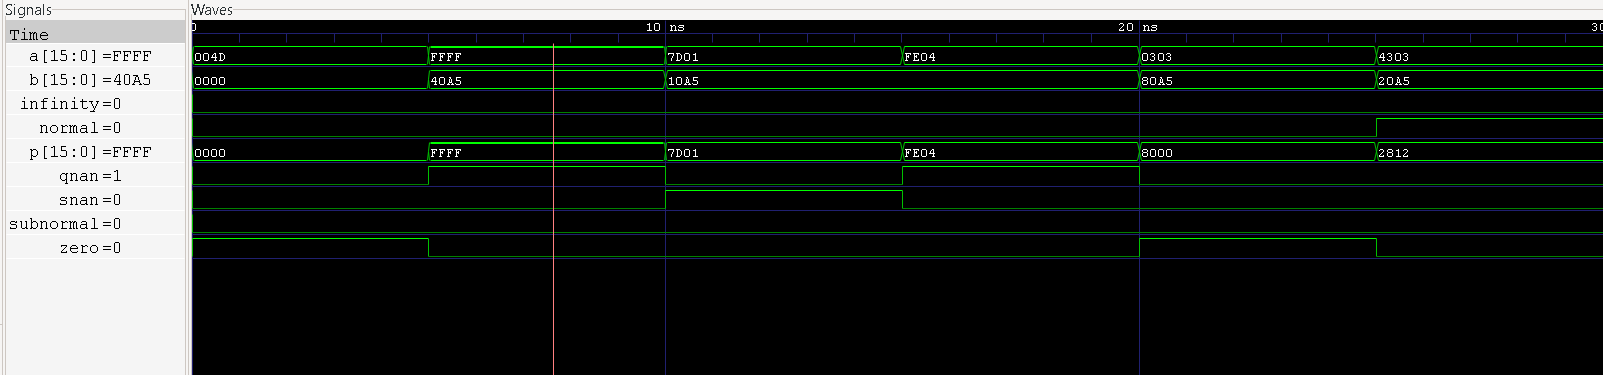 Signals Waves
Time 0 10 ns 20 ns 30
a[15:0]=FFFF 004D FFFF 7D01 FE04 0303 4303
b[15:0]=40A5 0000 40A5 10A5 80A5 20A5
infinity=0
normal=0
p[15:0]=FFFF 0000 FFFF 7D01 FE04 8000 2812
qnan=1
snan=0
subnormal=0
zero=0